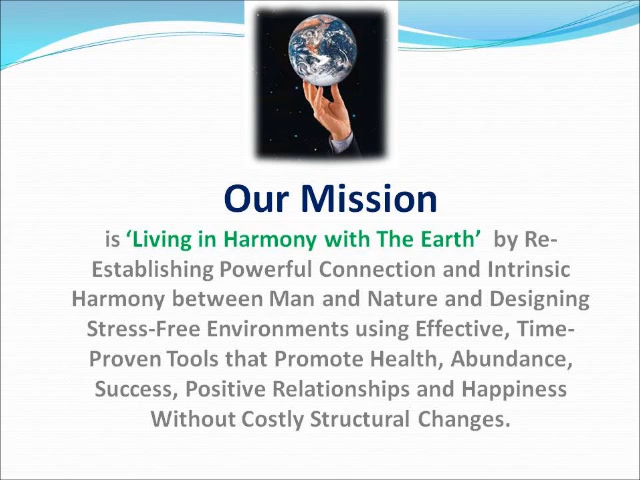 Our Mission
is ‘Living in Harmony with The Earth’ by Re-
Establishing Powerful Connection and Intrinsic
Harmony between Man and Nature and Designing
Stress-Free Environments using Effective, Time-
Proven Tools that Promote Health, Abundance,
Success, Positive Relationships and Happiness
Without Costly Structural Changes.